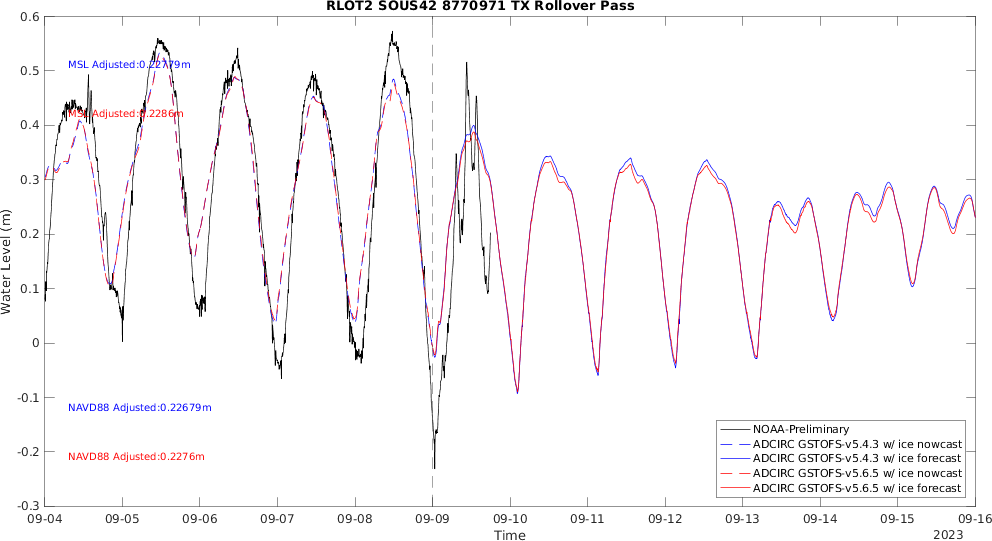 RLOT2 SOUS42 8770971 TX Rollover Pass
0.6
0.5
0.4
0.3
0.2
0.1
0
-0.1
-0.2
-0.3
Water Level (m)
MSL Adjusted:0.22779m
MSL Adjusted:0.2286m
NAVD88 Adjusted:0.22679m
NAVD88 Adjusted:0.2276m
NOAA-Preliminary
ADCIRC GSTOFS-v5.4.3 w/ ice nowcast
ADCIRC GSTOFS-v5.4.3 w/ ice forecast
ADCIRC GSTOFS-v5.6.5 w/ ice nowcast
ADCIRC GSTOFS-v5.6.5 w/ ice forecast
09-04 09-05 09-06 09-07 09-08 09-09 09-10 09-11 09-12 09-13 09-14 09-15 09-16
Time
2023